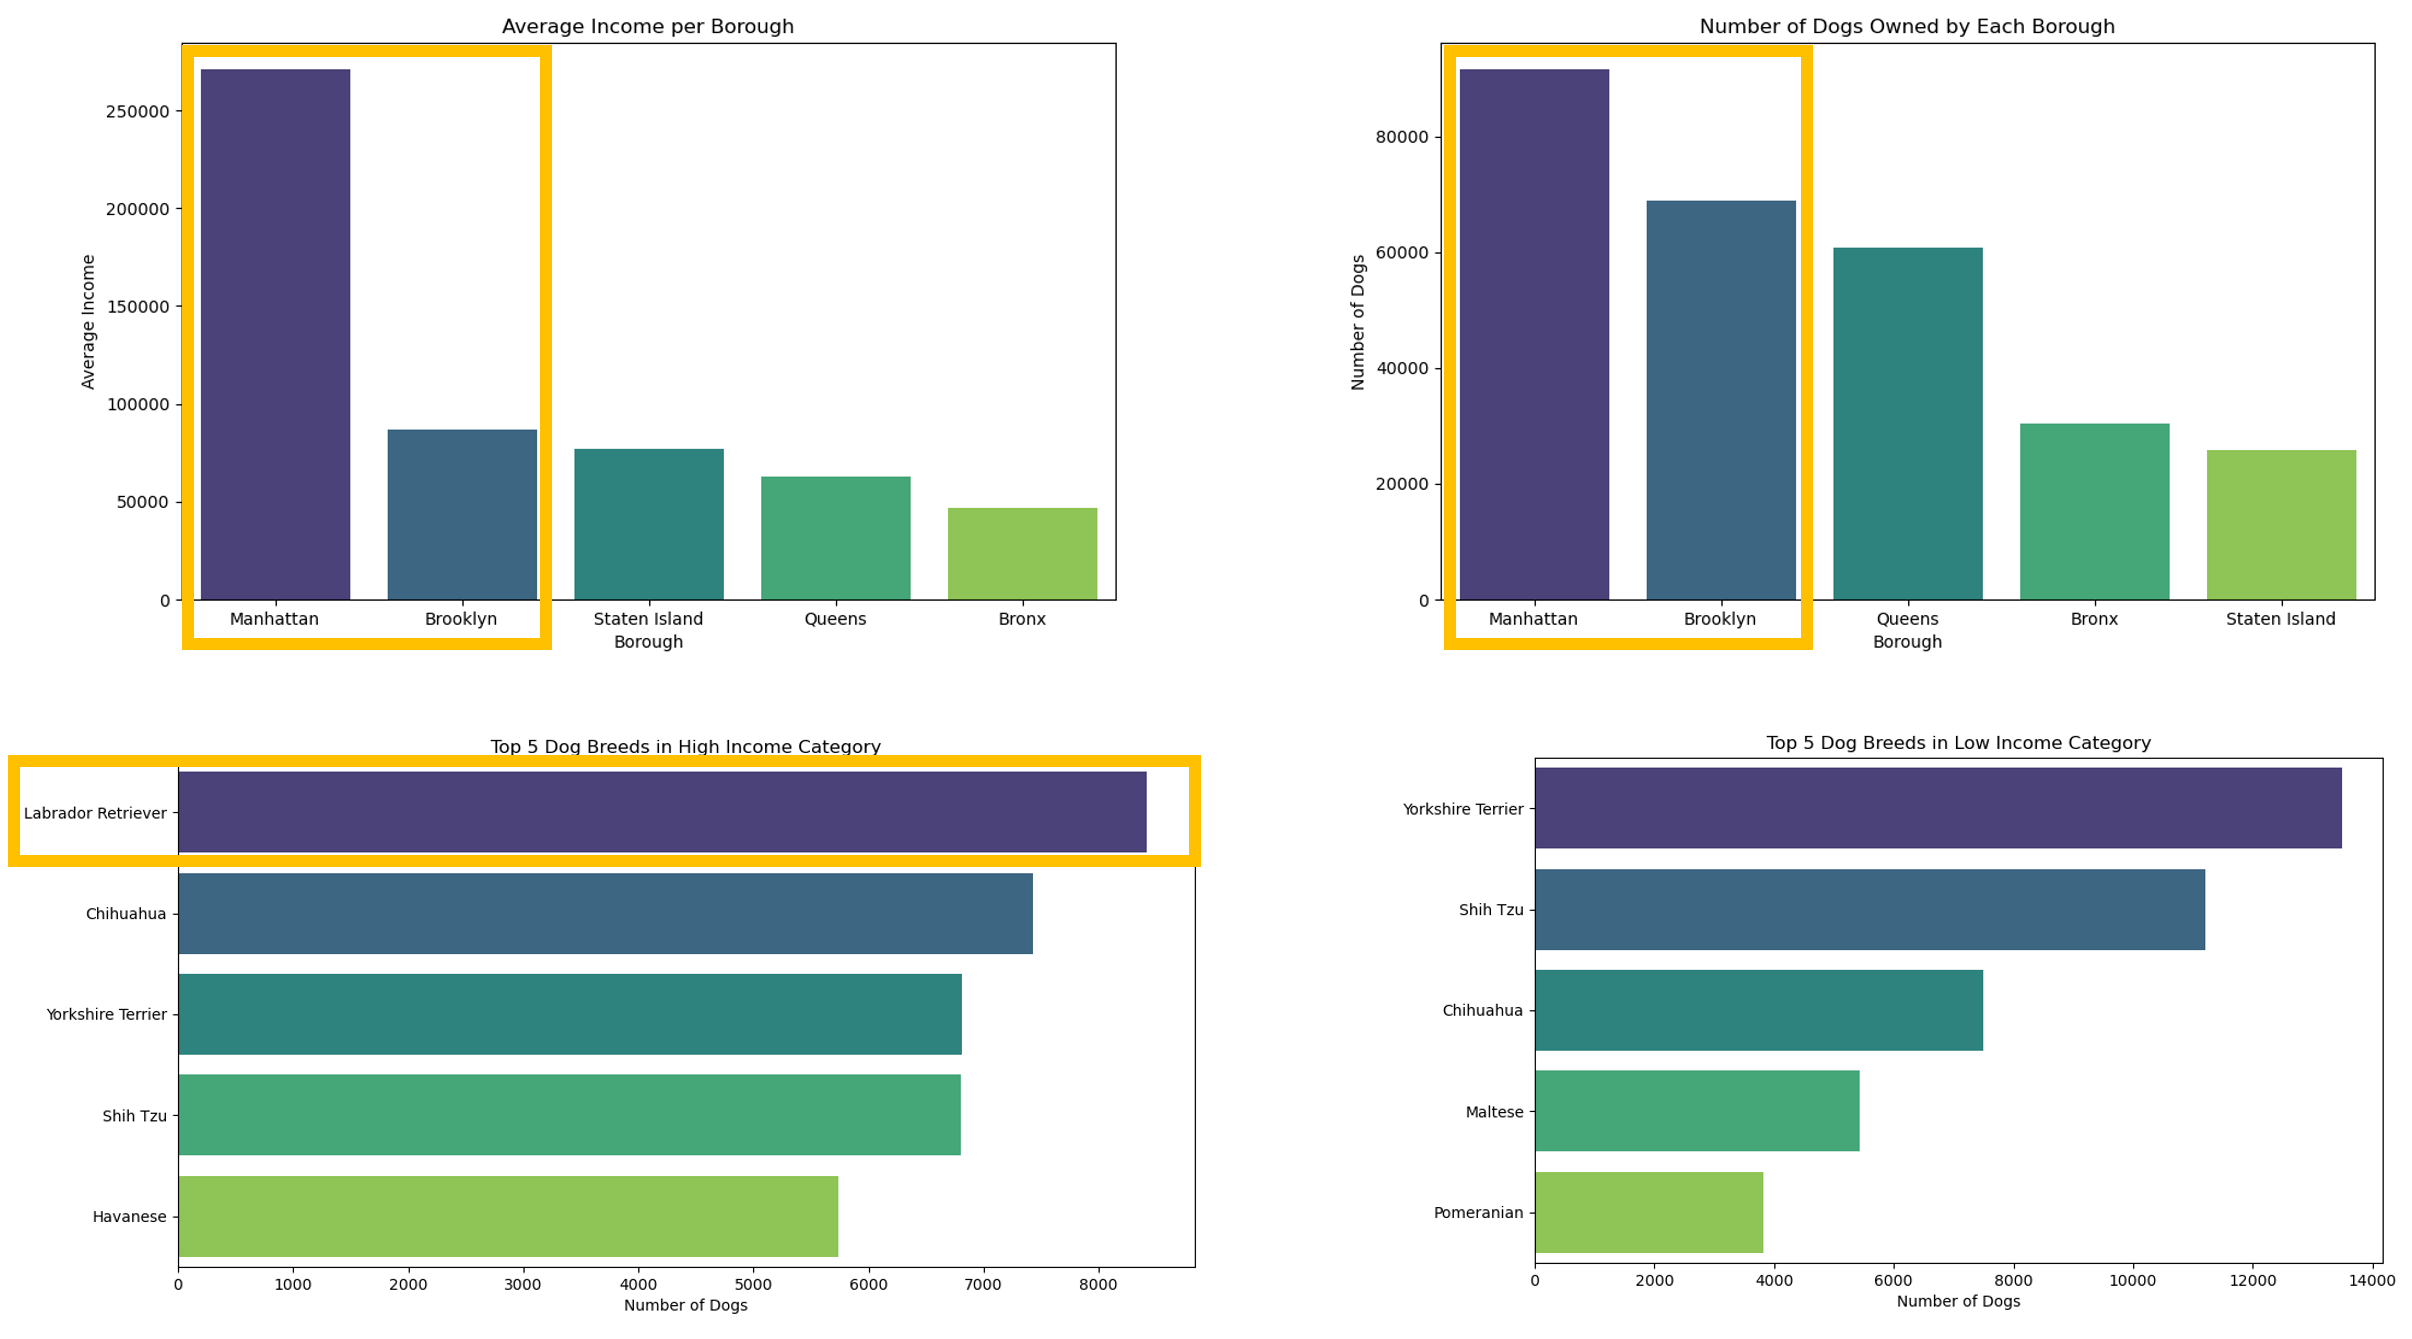 Average Income per Borough
Average Income
250000
200000
150000
100000
50000
0
Manhattan Brooklyn Staten Island Queens Bronx
Borough
Number of Dogs Owned by Each Borough
Number of Dogs
80000
60000
40000
20000
0
Manhattan Brooklyn Queens Bronx Staten Island
Borough
Top 5 Dog Breeds in High Income Category
Labrador Retriever
Chihuahua
Yorkshire Terrier
Shih Tzu
Havanese
0 1000 2000 3000 4000 5000 6000 7000 8000
Number of Dogs
Top 5 Dog Breeds in Low Income Category
Yorkshire Terrier
Shih Tzu
Chihuahua
Maltese
Pomeranian
0 2000 4000 6000 8000 10000 12000 14000
Number of Dogs